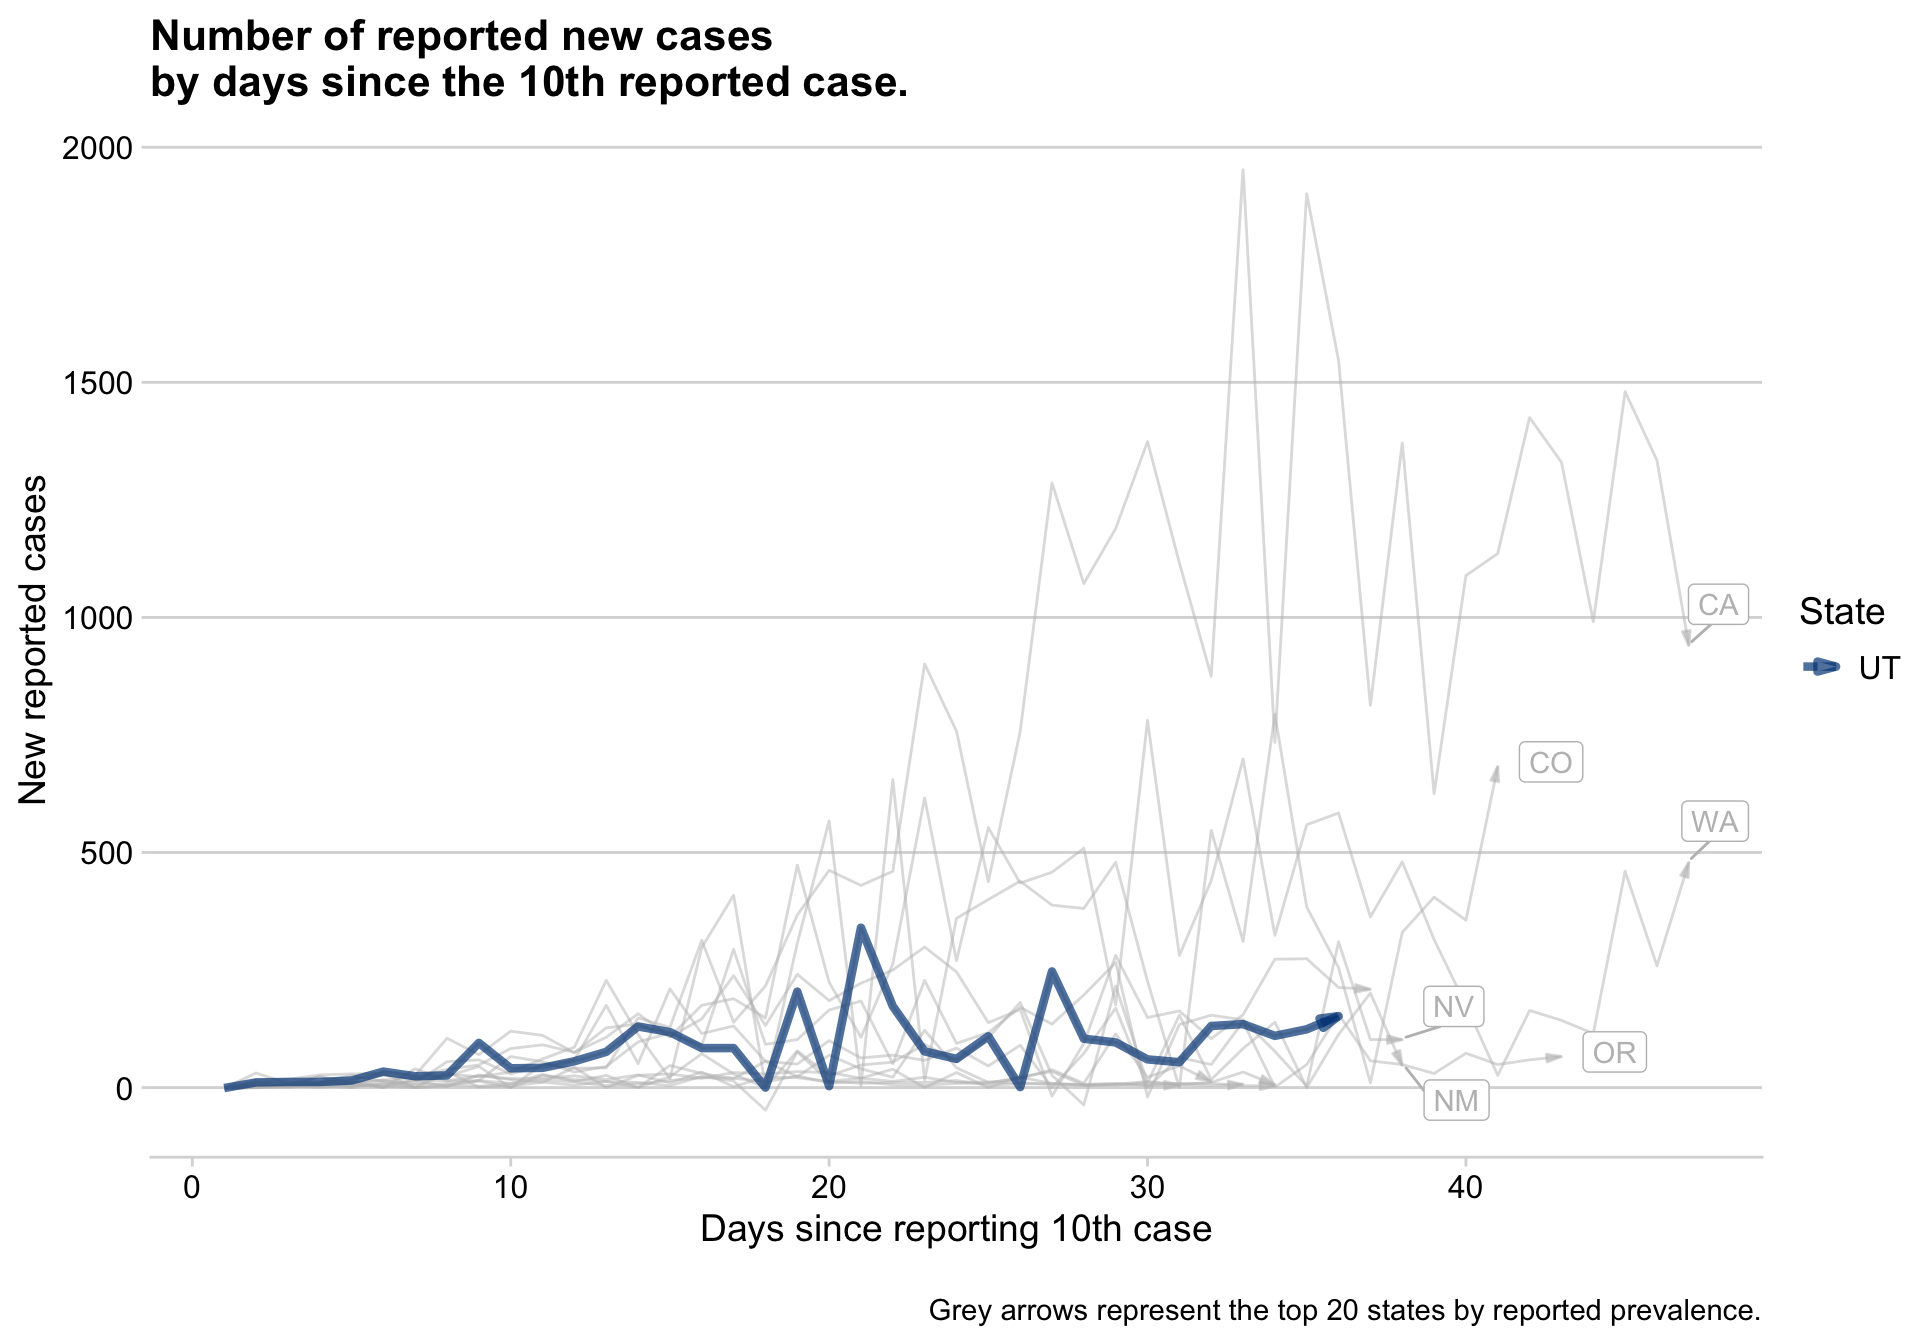 Number of reported new cases
by days since the 10th reported case.
2000
1500
1000
500
0
New reported cases
CA
CO
WA
NV
OR
NM
State
UT
0 10 20 30 40
Days since reporting 10th case
Grey arrows represent the top 20 states by reported prevalence.